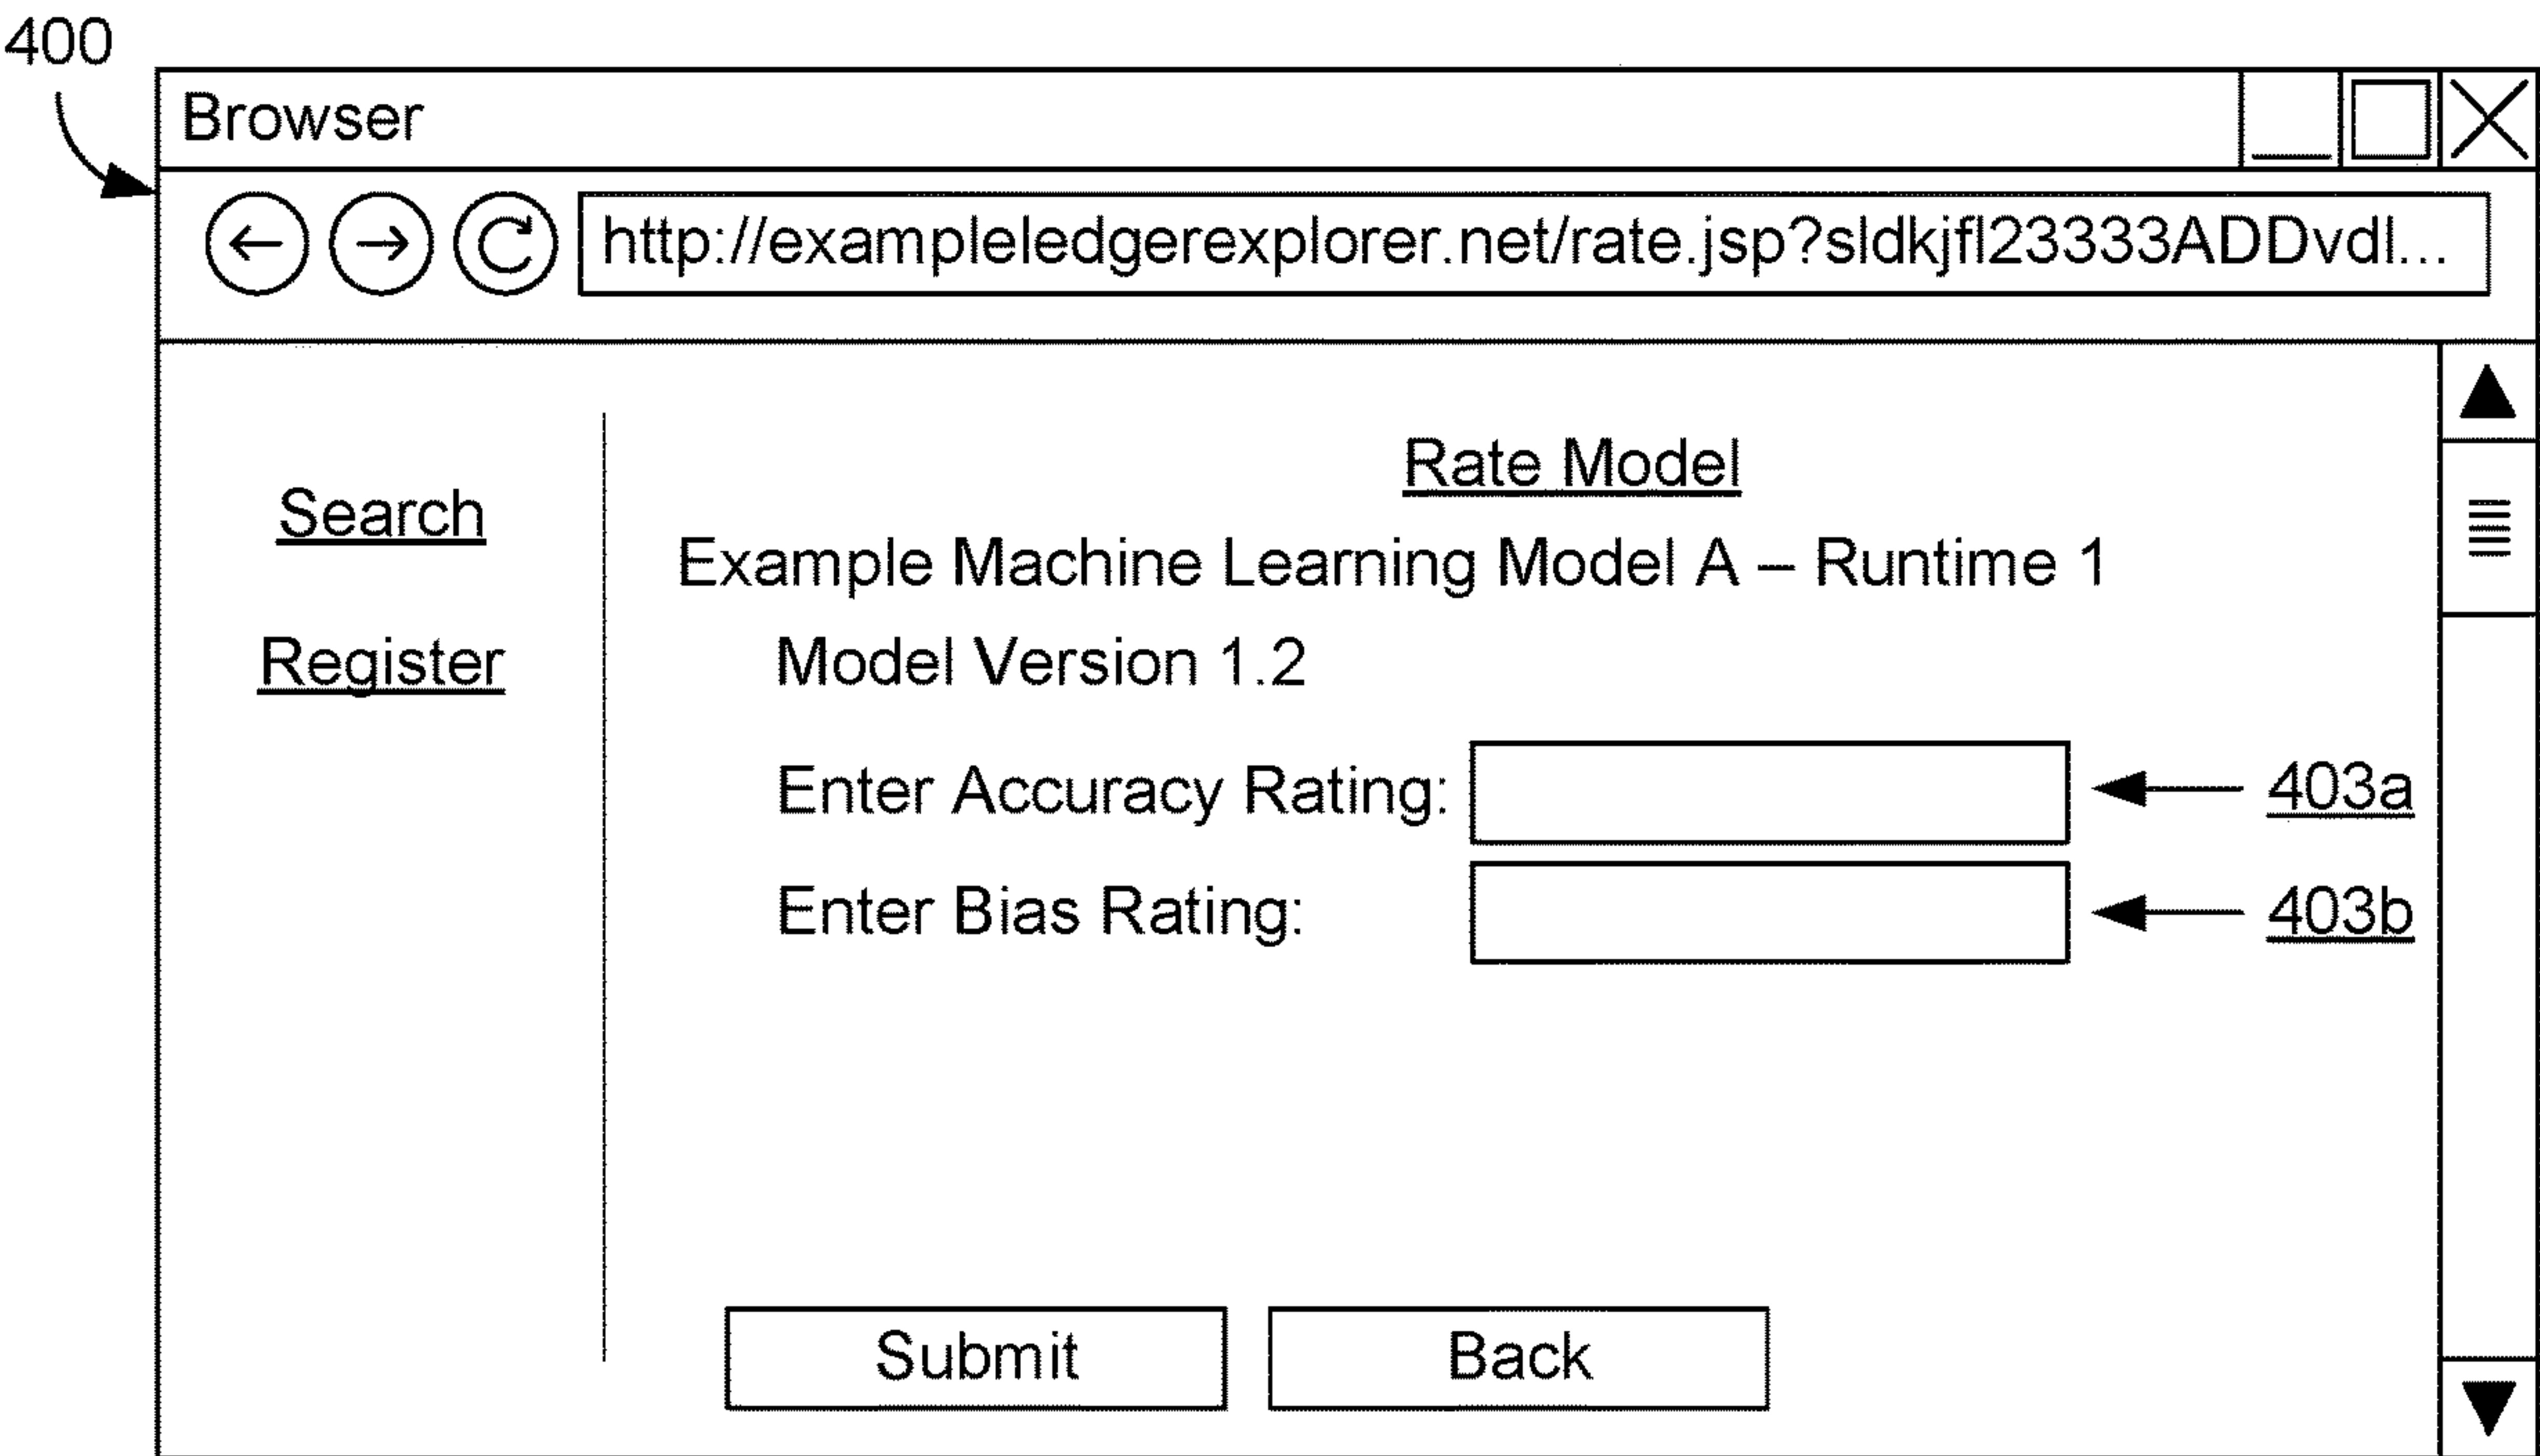 400
Browser
http://exampleledgerexplorer.net/rate.jsp?sldkjfl23333ADDvdl...
Search
Register
Rate Model
Example Machine Learning Model A – Runtime 1
Model Version 1.2
Enter Accuracy Rating: 403a
Enter Bias Rating: 403b
Submit Back